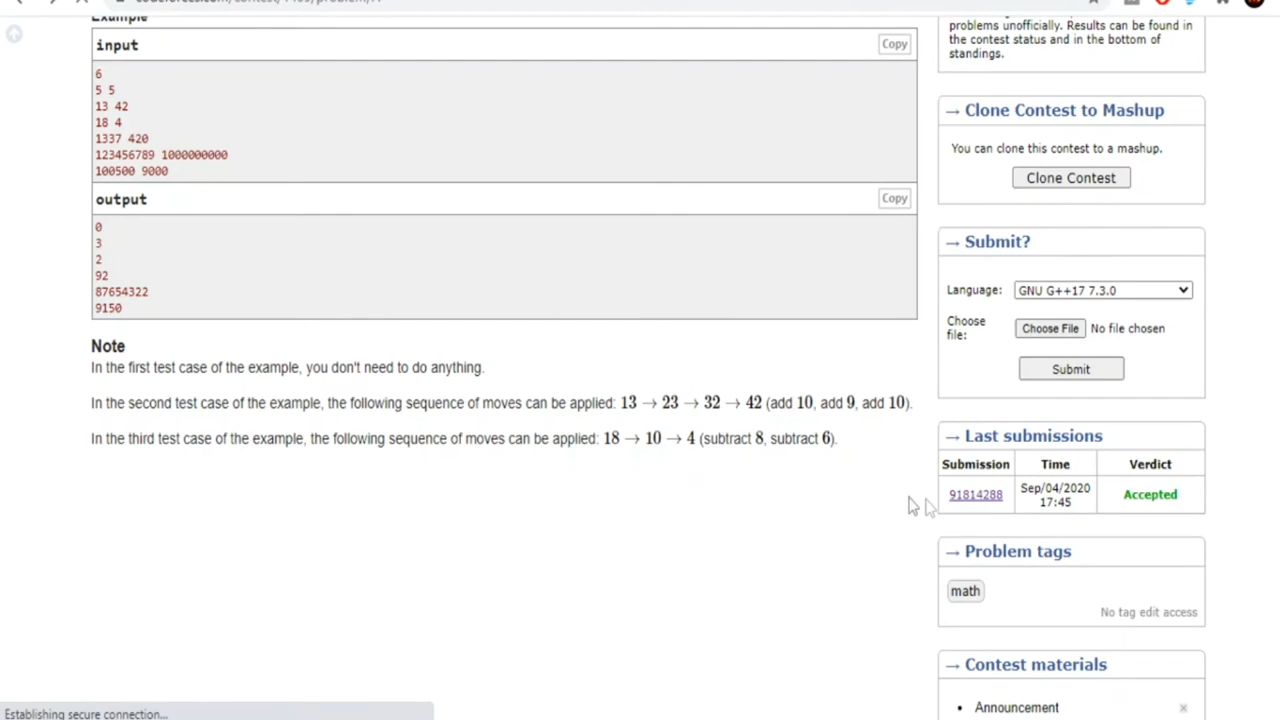 Example
input
Copy
6
5 5
13 42
18 4
1337 420
123456789 1000000000
100500 9000
output
Copy
0
3
2
92
87654322
9150
Note
In the first test case of the example, you don't need to do anything.
In the second test case of the example, the following sequence of moves can be applied: 13 → 23 → 32 → 42 (add 10, add 9, add 10).
In the third test case of the example, the following sequence of moves can be applied: 18 → 10 → 4 (subtract 8, subtract 6).
problems unofficially. Results can be found in
the contest status and in the bottom of
standings.
→ Clone Contest to Mashup
You can clone this contest to a mashup.
Clone Contest
→ Submit?
Language: GNU G++17 7.3.0
Choose
file:
Choose File No file chosen
Submit
→ Last submissions
Submission Time Verdict
91814288 Sep/04/2020
17:45 Accepted
→ Problem tags
math
No tag edit access
→ Contest materials
• Announcement
Establishing secure connection...